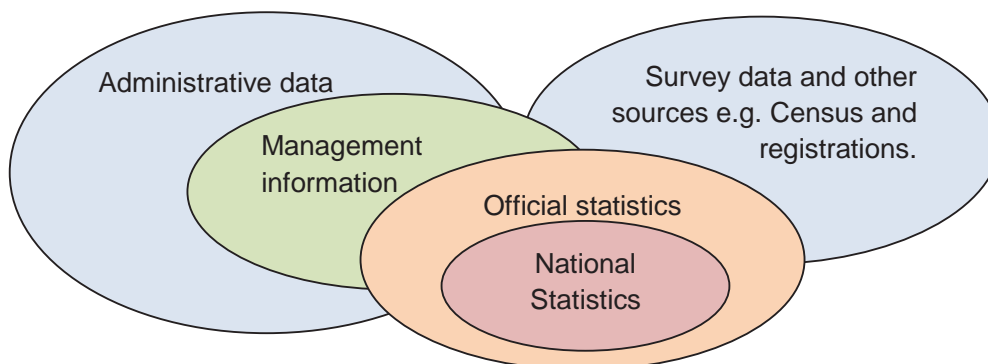 Administrative data
Survey data and other
sources e.g. Census and
registrations.
Management
information
Official statistics
National
Statistics